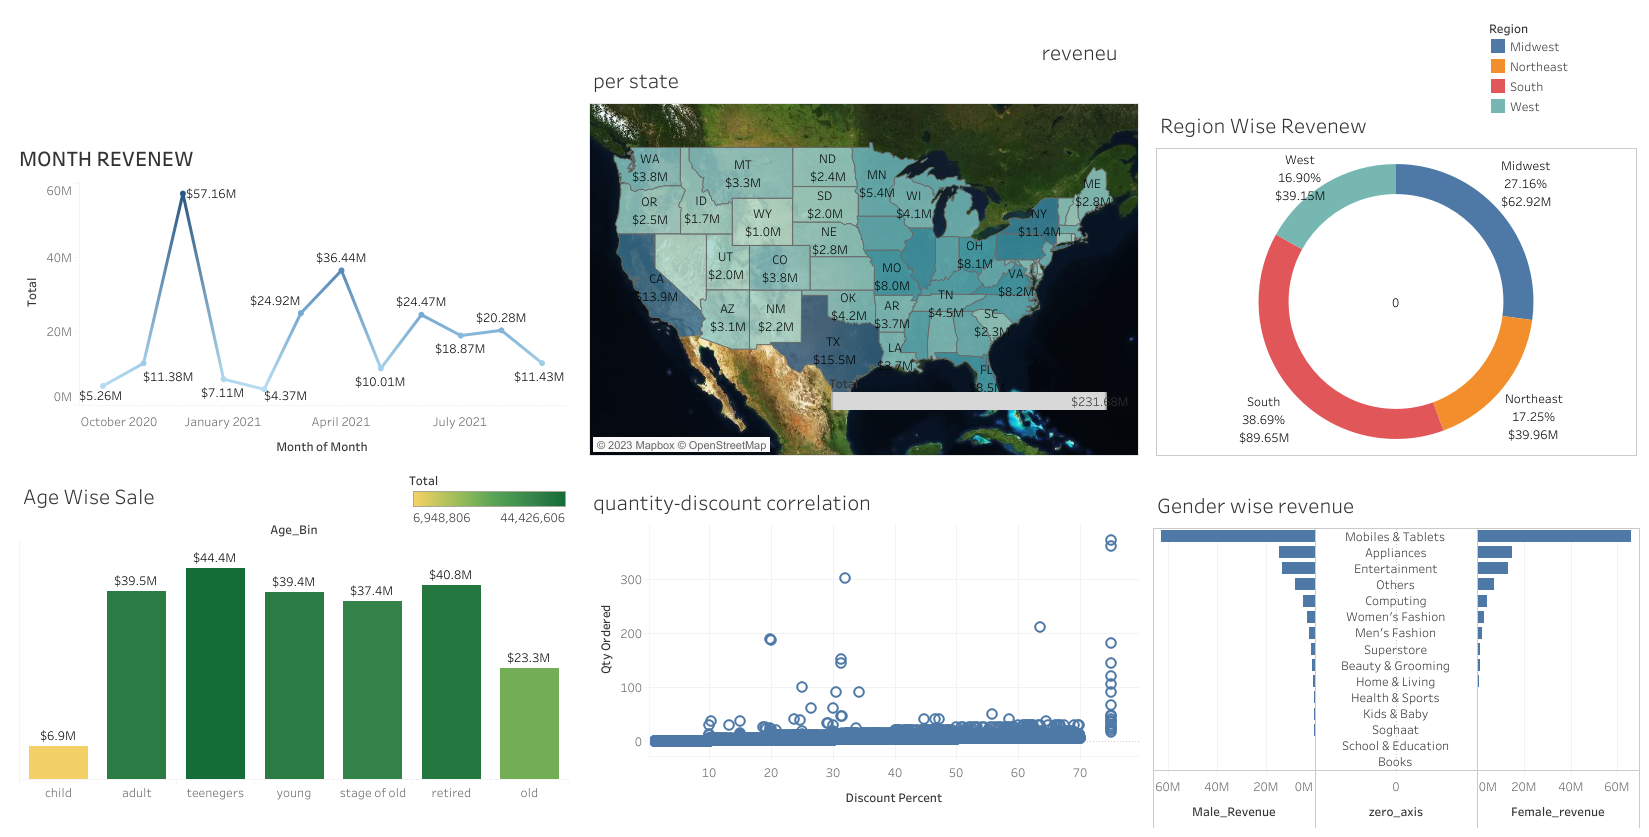 Region
Midwest
Northeast
South
West
reveneu
per state
Region Wise Revenew
MONTH REVENEW
60M
40M
20M
0M
Total
$57.16M
$36.44M
$24.92M
$24.47M
$20.28M
$18.87M
$11.38M
$10.01M
$11.43M
$7.11M
$5.26M
$4.37M
October 2020
January 2021
April 2021
July 2021
Month of Month
WA
$3.8M
MT
$3.3M
ND
$2.4M
MN
$5.4M
OR
$2.5M
ID
$1.7M
SD
$2.0M
WI
$4.1M
ME
$2.8M
WY
$1.0M
NY
$11.4M
NE
$2.8M
UT
$2.0M
CO
$3.8M
OH
$8.1M
CA
$13.9M
MO
$8.0M
VA
$8.2M
AZ
$3.1M
NM
$2.2M
OK
$4.2M
AR
$3.7M
TN
$4.5M
SC
$2.3M
TX
$15.5M
LA
$3.7M
FL
$8.5M
Total
$231.68M
© 2023 Mapbox © OpenStreetMap
West
16.90%
$39.15M
Midwest
27.16%
$62.92M
0
South
38.69%
$89.65M
Northeast
17.25%
$39.96M
Age Wise Sale
Total
6,948,806
44,426,606
Age_Bin
$6.9M
$39.5M
$44.4M
$39.4M
$37.4M
$40.8M
$23.3M
child
adult
teenegers
young
stage of old
retired
old
quantity-discount correlation
Qty Ordered
300
200
100
0
10
20
30
40
50
60
70
Discount Percent
Gender wise revenue
Mobiles & Tablets
Appliances
Entertainment
Others
Computing
Women's Fashion
Men's Fashion
Superstore
Beauty & Grooming
Home & Living
Health & Sports
Kids & Baby
Soghaat
School & Education
Books
60M
40M
20M
0M
0
0M
20M
40M
60M
Male_Revenue
zero_axis
Female_revenue